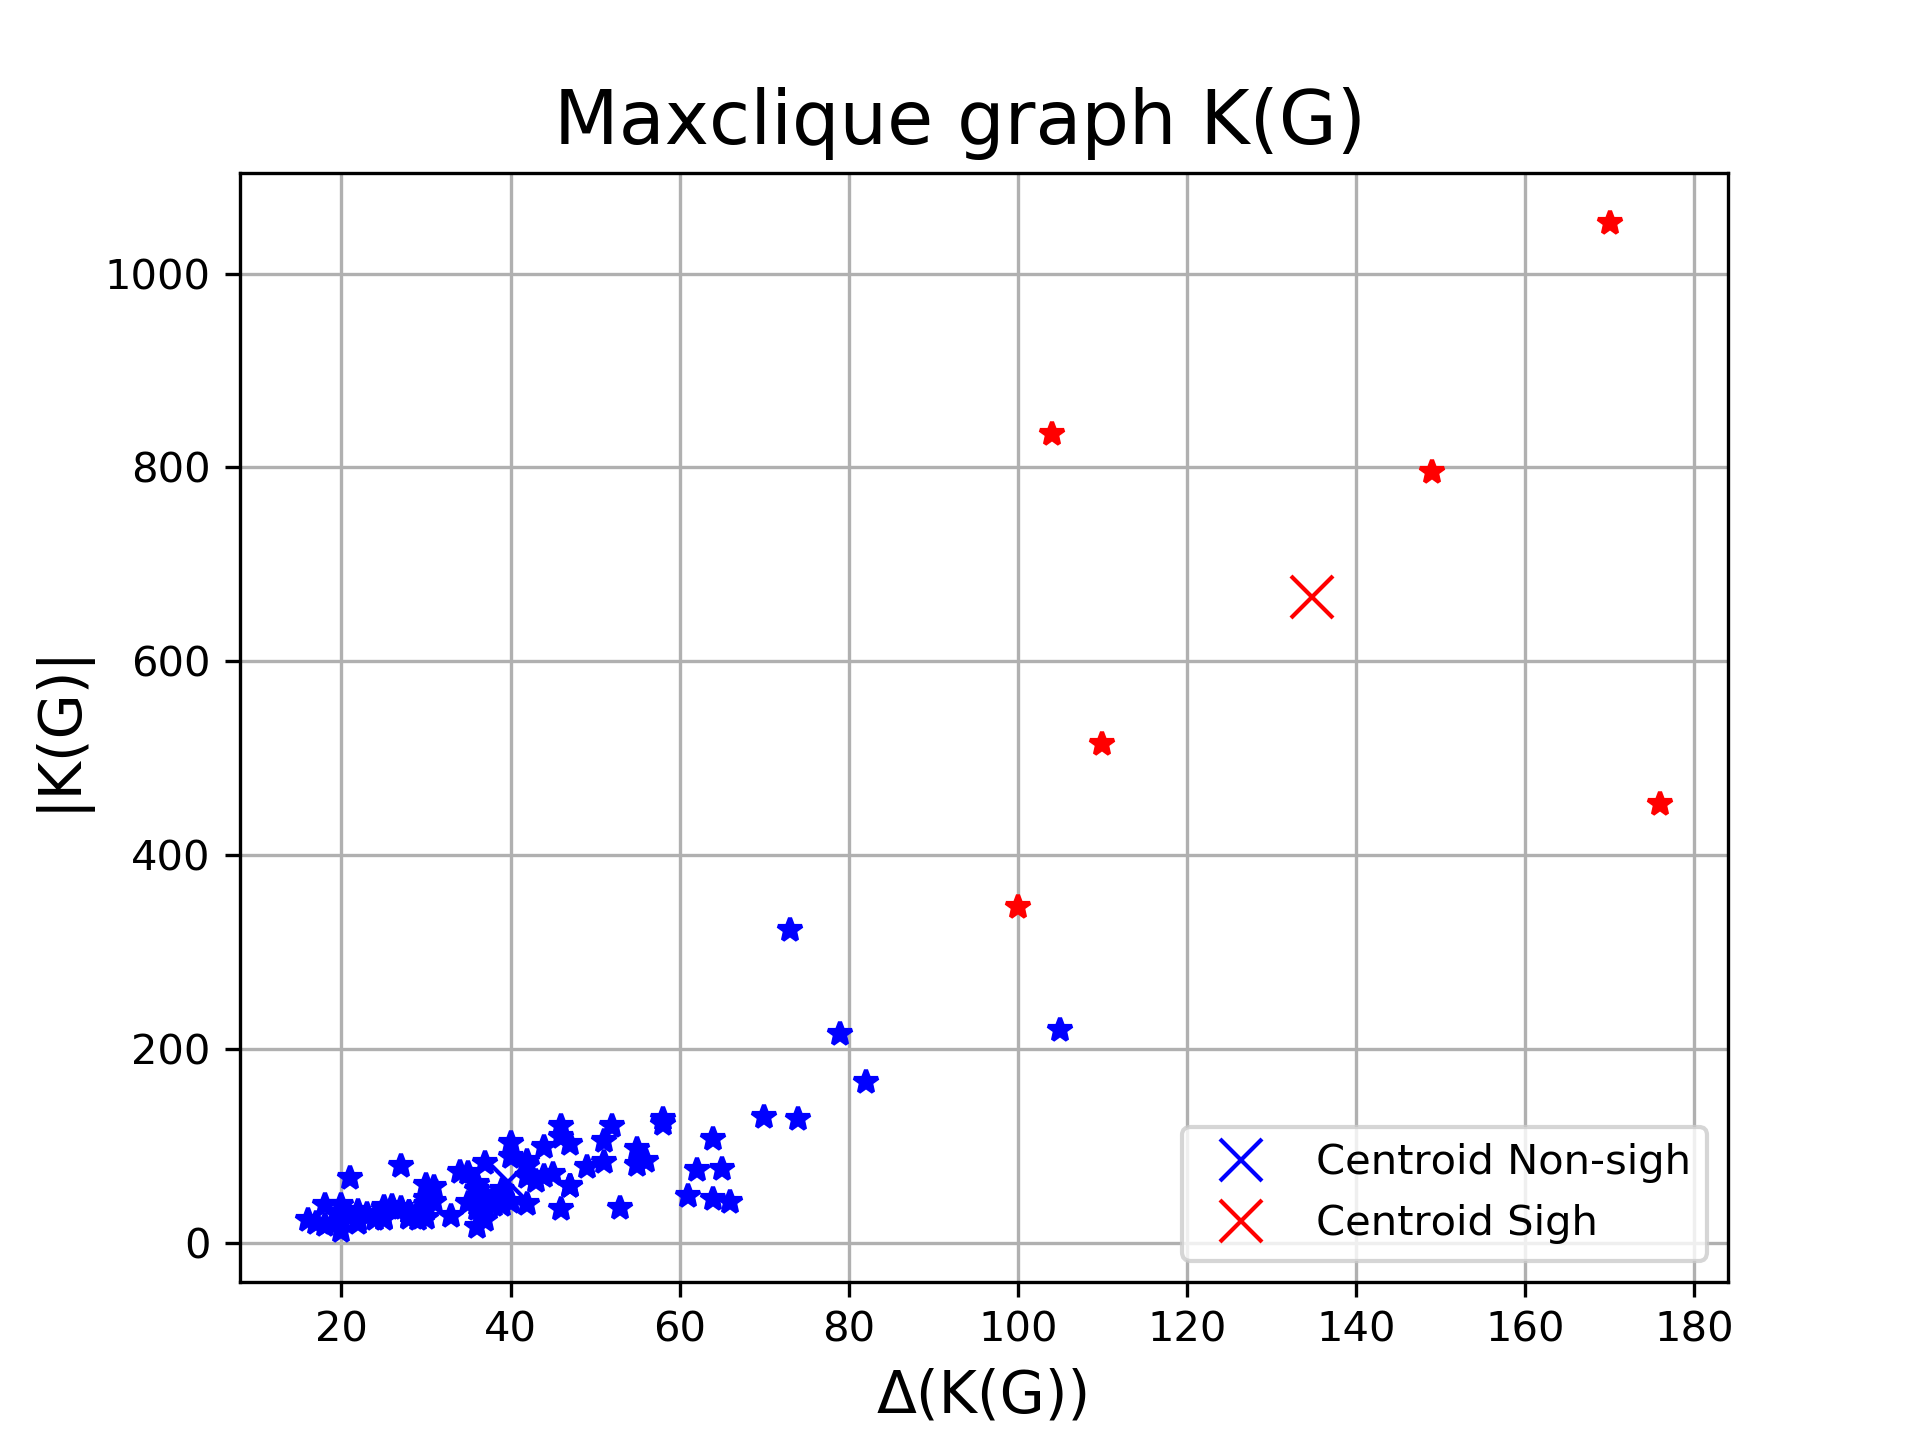 Maxclique graph K(G)
|K(G)|
1000
800
600
400
200
0
20 40 60 80 100 120 140 160 180
Δ(K(G))
Centroid Non-sigh
Centroid Sigh